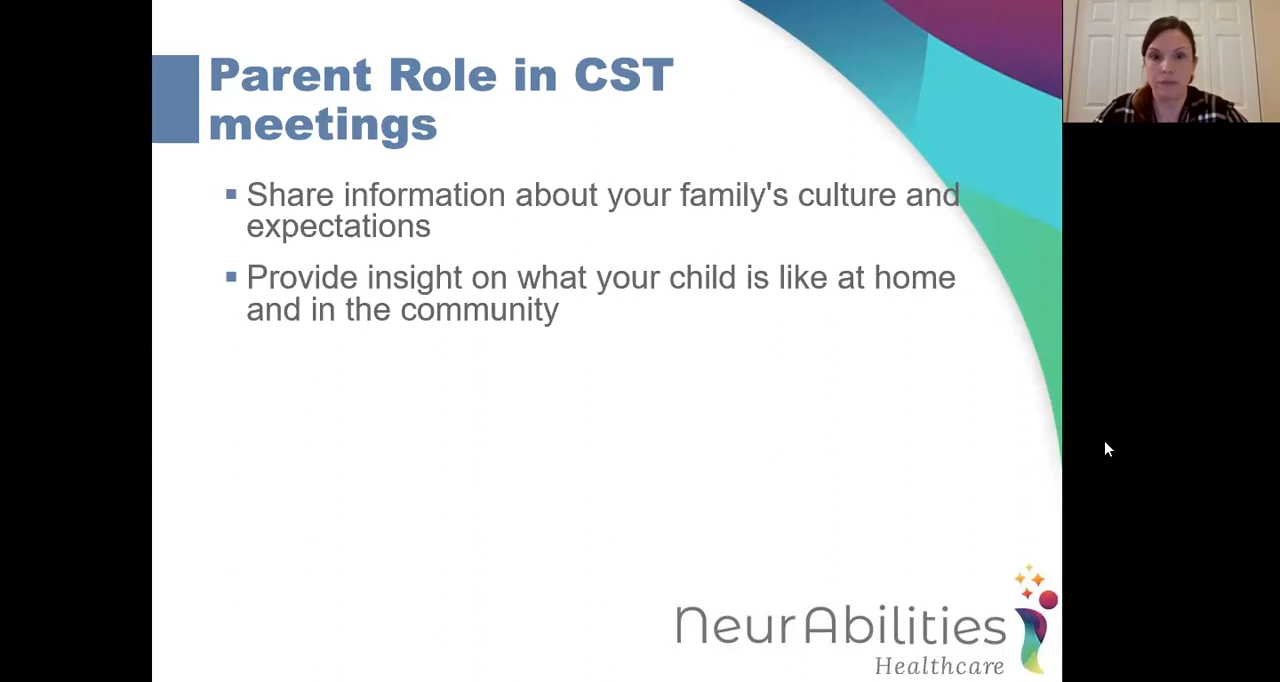 Parent Role in CST
meetings
Share information about your family's culture and
expectations
Provide insight on what your child is like at home
and in the community
NeurAbilities
Healthcare